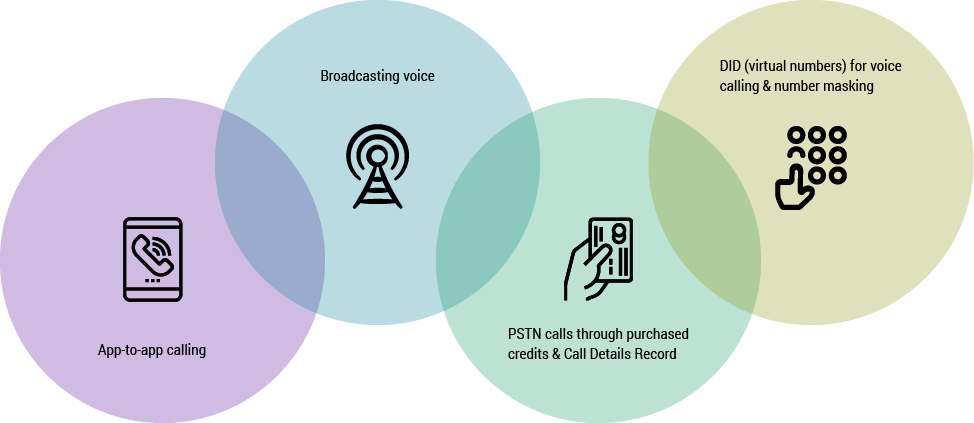 App-to-app calling
Broadcasting voice
PSTN calls through purchased
credits & Call Details Record
DID (virtual numbers) for voice
calling & number masking